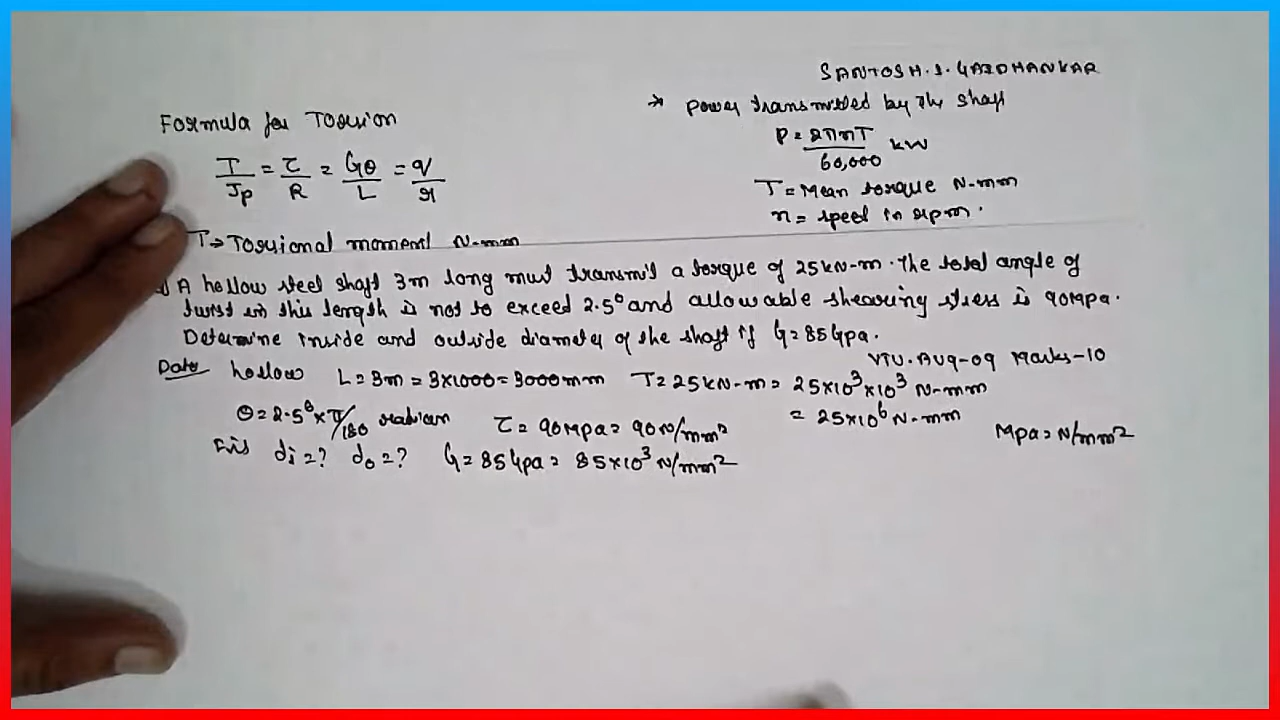 SANTOSH.S.GAIDHANKAR
Formula for Torsion
T/Jp = τ/R = Gθ/L = q/r
→ Power transmitted by the shaft
P = 2πnT/60,000 kW
T = Mean torque N-mm
n = speed in rpm.
T → Torsional moment N-mm
A hollow steel shaft 3m long must transmit a torque of 25kN-m. The total angle of
twist in this length is not to exceed 2.5° and allowable shearing stress is 90Mpa.
Determine inside and outside diameter of the shaft if G=85Gpa.
VTU. Aug-09 Marks-10
Data hollow L=3m=3×1000=3000mm T=25kN-m= 25×10³×10³ N-mm
= 25×10⁶ N-mm
θ=2.5°×π/180 radian τ=90Mpa=90N/mm² Mpa=N/mm²
di=? do=? G=85Gpa= 85×10³ N/mm²